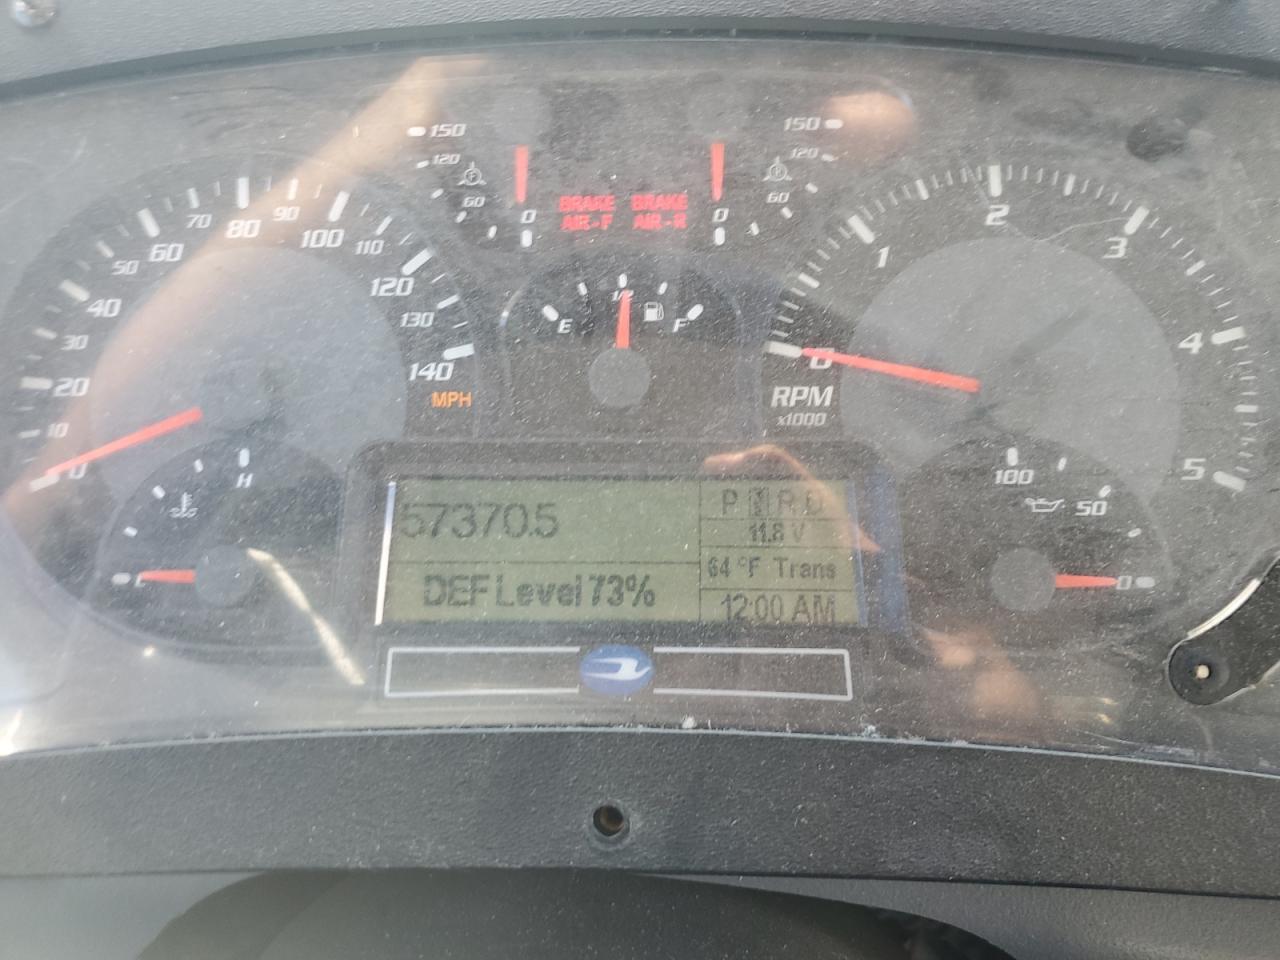 150
120
60
0
BRAKE AIR-F
BRAKE AIR-R
150
120
60
0
0
10
20
30
40
50
60
70
80
90
100
110
120
130
140
MPH
E
1/2
F
0
1
2
3
4
5
RPM
x1000
H
C
100
50
0
57370.5
DEF Level 73%
P N R D
11.8 V
64 °F Trans
12:00 AM